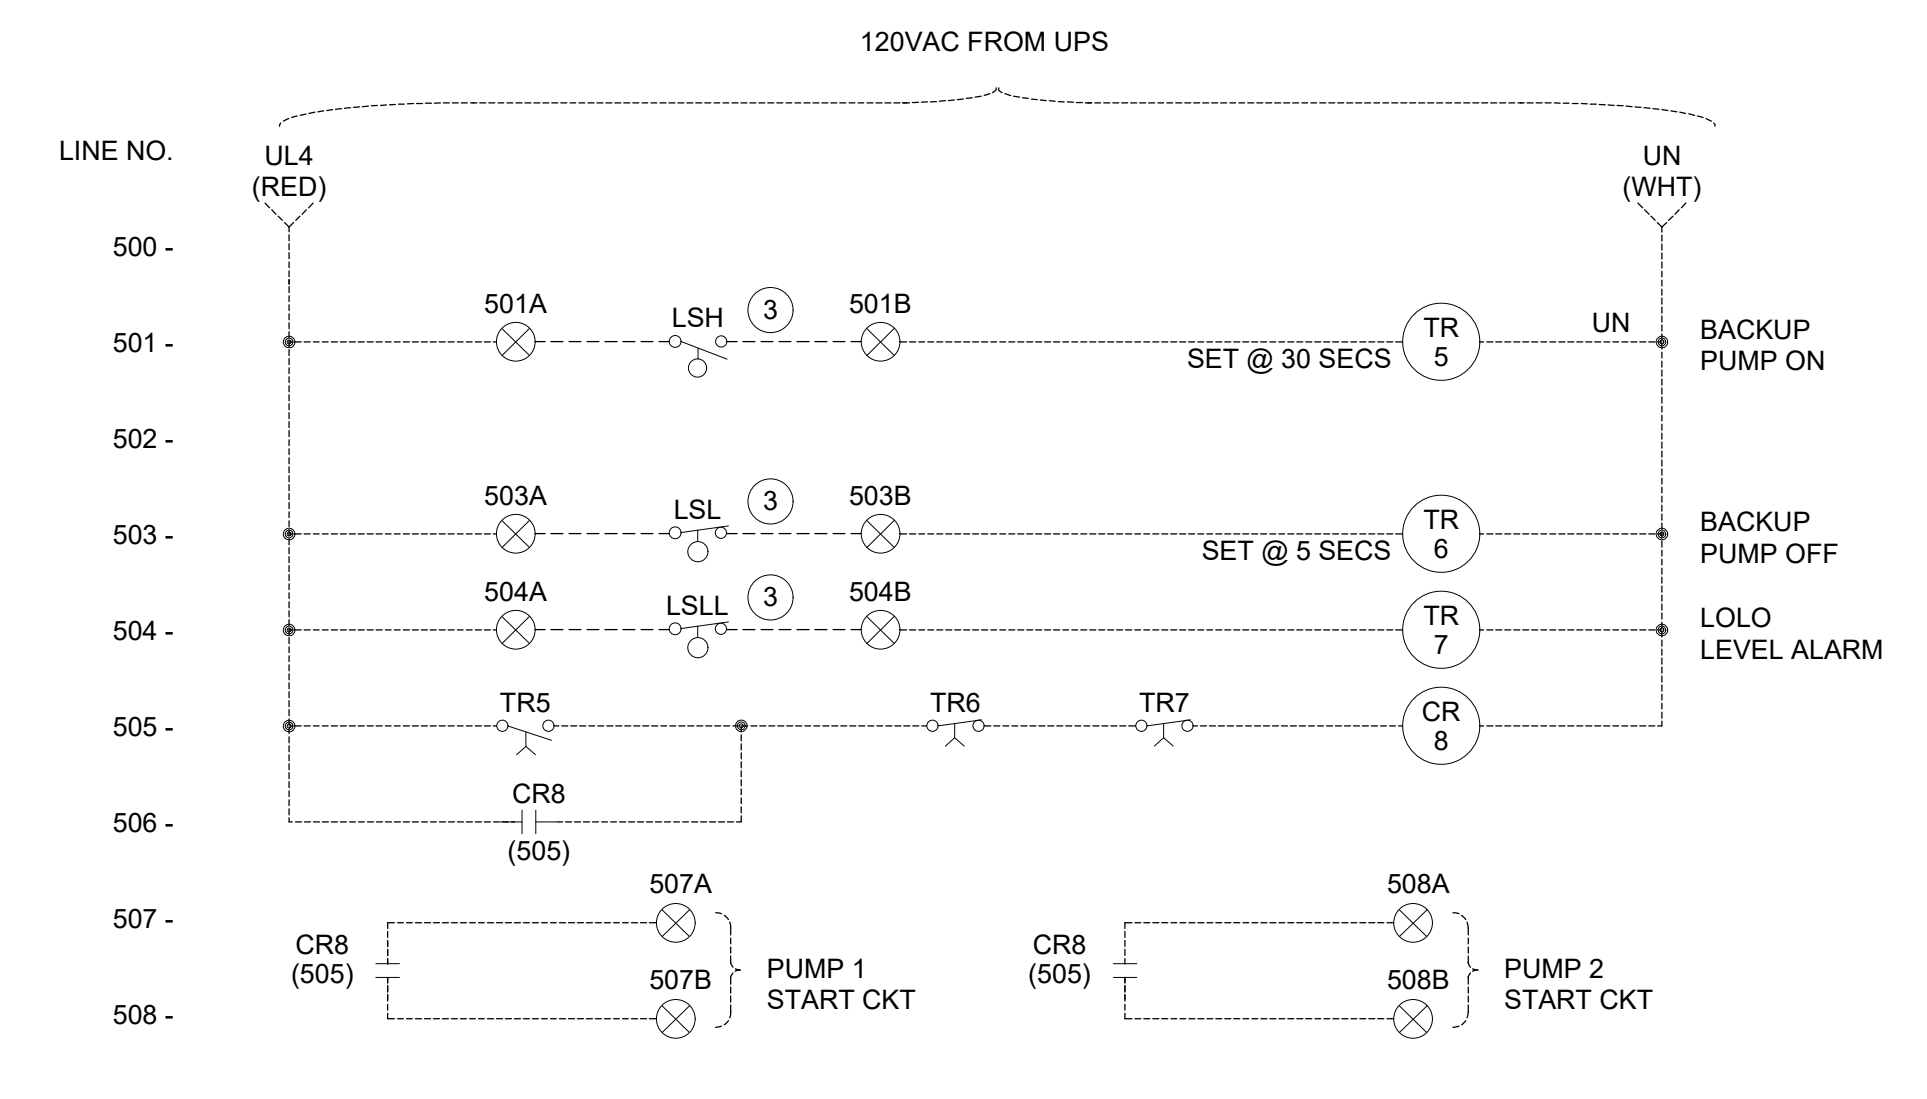 120VAC FROM UPS
LINE NO.
UL4
(RED)
UN
(WHT)
500 -
501 -
501A
LSH
3
501B
SET @ 30 SECS
TR
5
UN
BACKUP
PUMP ON
502 -
503 -
503A
LSL
3
503B
SET @ 5 SECS
TR
6
BACKUP
PUMP OFF
504 -
504A
LSLL
3
504B
TR
7
LOLO
LEVEL ALARM
505 -
TR5
TR6
TR7
CR
8
506 -
CR8
(505)
507 -
507A
CR8
(505)
507B
PUMP 1
START CKT
508A
CR8
(505)
508B
PUMP 2
START CKT
508 -